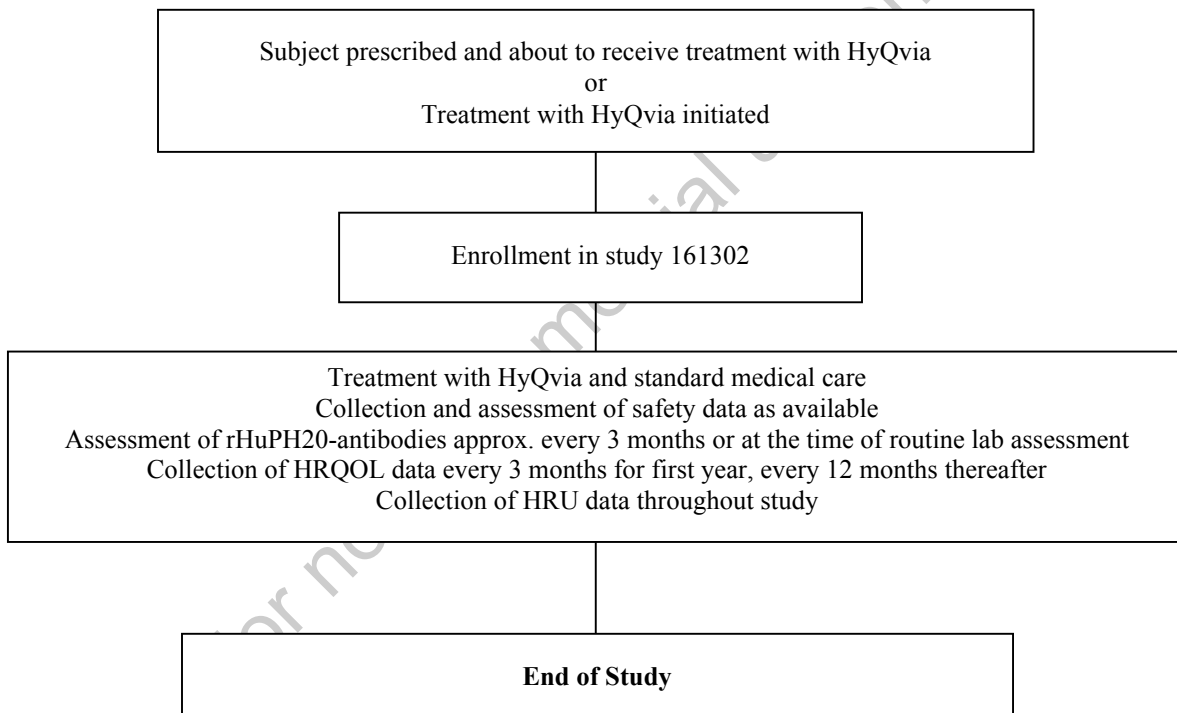 Subject prescribed and about to receive treatment with HyQvia
or
Treatment with HyQvia initiated
Enrollment in study 161302
Treatment with HyQvia and standard medical care
Collection and assessment of safety data as available
Assessment of rHuPH20-antibodies approx. every 3 months or at the time of routine lab assessment
Collection of HRQOL data every 3 months for first year, every 12 months thereafter
Collection of HRU data throughout study
End of Study